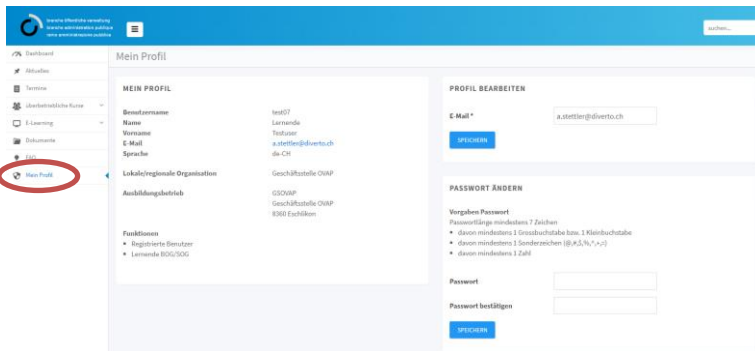 branche öffentliche verwaltung
branche administration publique
ramo amministrazione pubblica
suchen...
Dashboard
Aktuelles
Termine
Überbetriebliche Kurse
E-Learning
Dokumente
FAQ
Mein Profil
Mein Profil
MEIN PROFIL
Benutzername test07
Name Lernende
Vorname Testuser
E-Mail a.stettler@diverto.ch
Sprache de-CH
Lokale/regionale Organisation Geschäftsstelle OVAP
Ausbildungsbetrieb GSOVAP
Geschäftsstelle OVAP
8360 Eschlikon
Funktionen
• Registrierte Benutzer
• Lernende BOG/SOG
PROFIL BEARBEITEN
E-Mail * a.stettler@diverto.ch
SPEICHERN
PASSWORT ÄNDERN
Vorgaben Passwort
Passwortlänge mindestens 7 Zeichen
• davon mindestens 1 Grossbuchstabe bzw. 1 Kleinbuchstabe
• davon mindestens 1 Sonderzeichen (@,#,$,%,*,+,=)
• davon mindestens 1 Zahl
Passwort
Passwort bestätigen
SPEICHERN